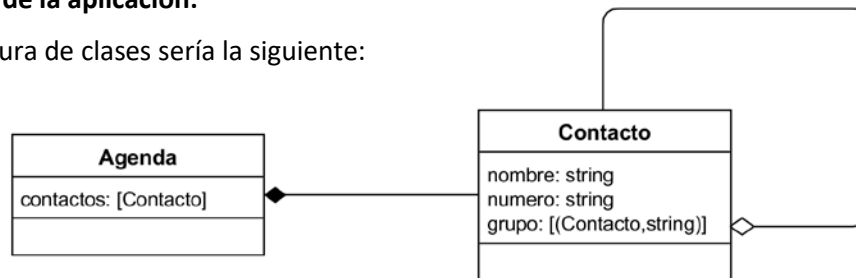 de la aplicación.
ura de clases sería la siguiente:
Agenda
contactos: [Contacto]
Contacto
nombre: string
numero: string
grupo: [(Contacto,string)]